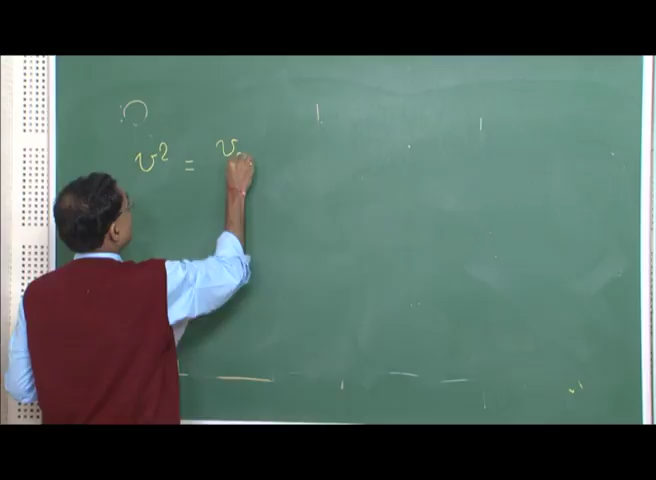 v² = v